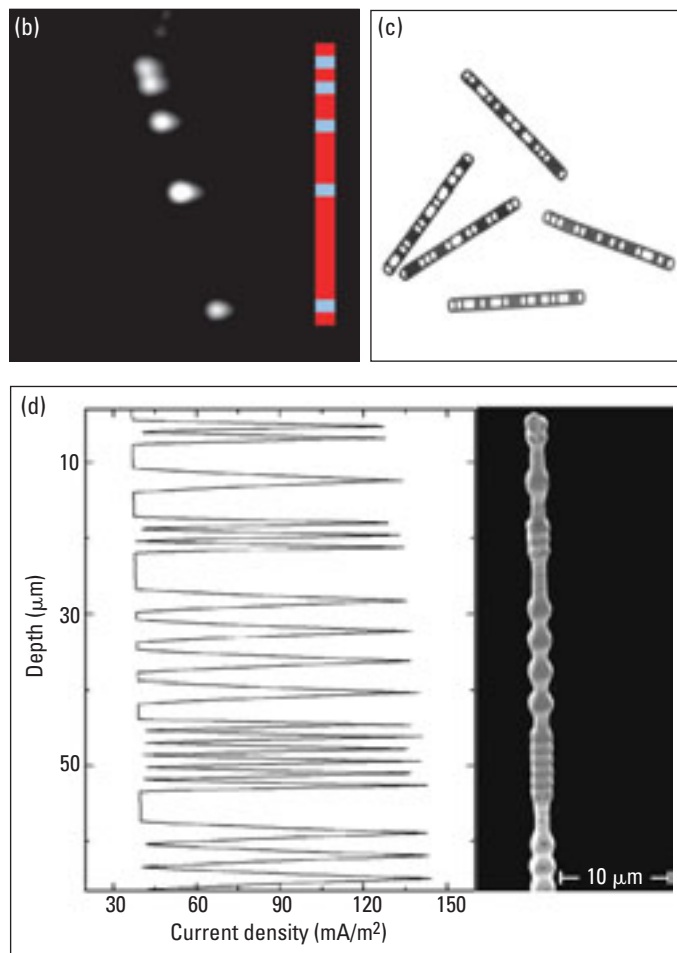 (b)
(c)
(d)
10
30
50
Depth (μm)
30
60
90
120
150
Current density (mA/m²)
10 μm